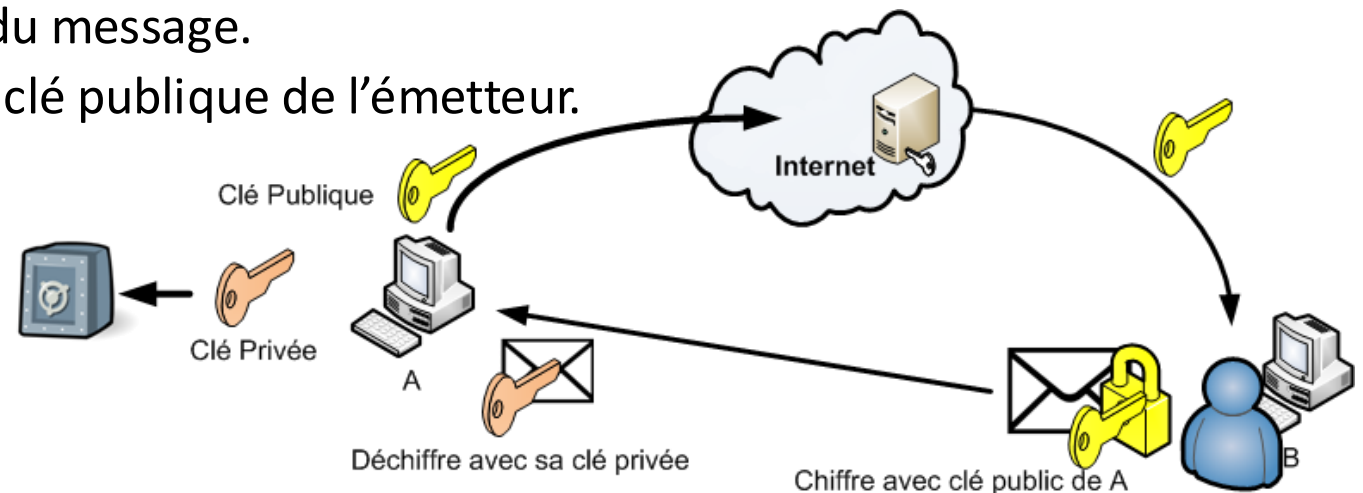 du message.
clé publique de l’émetteur.
Internet
Clé Publique
Clé Privée
A
Déchiffre avec sa clé privée
B
Chiffre avec clé public de A